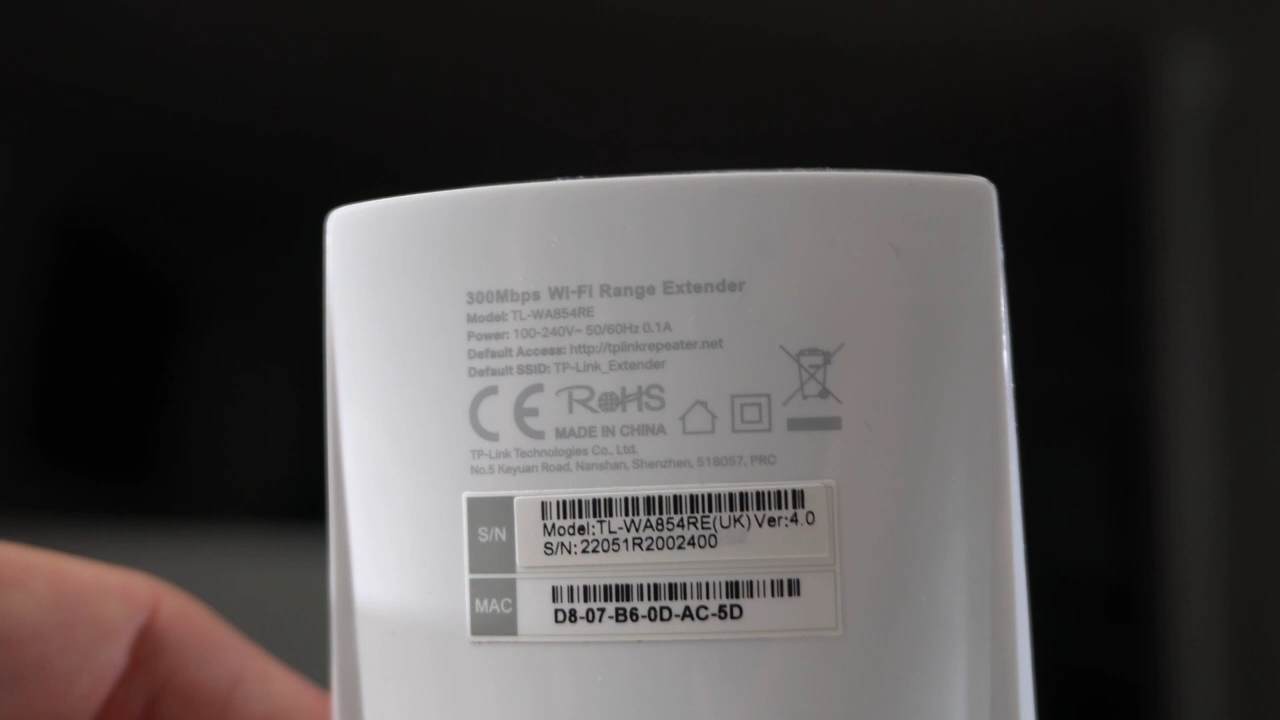 300Mbps Wi-Fi Range Extender
Model: TL-WA854RE
Power: 100-240V~ 50/60Hz 0.1A
Default Access: http://tplinkrepeater.net
Default SSID: TP-Link_Extender
CE RoHS
MADE IN CHINA
TP-Link Technologies Co., Ltd.
No.5 Keyuan Road, Nanshan, Shenzhen, 518057, PRC
S/N
Model:TL-WA854RE(UK) Ver:4.0
S/N:22051R2002400
MAC
D8-07-B6-0D-AC-5D